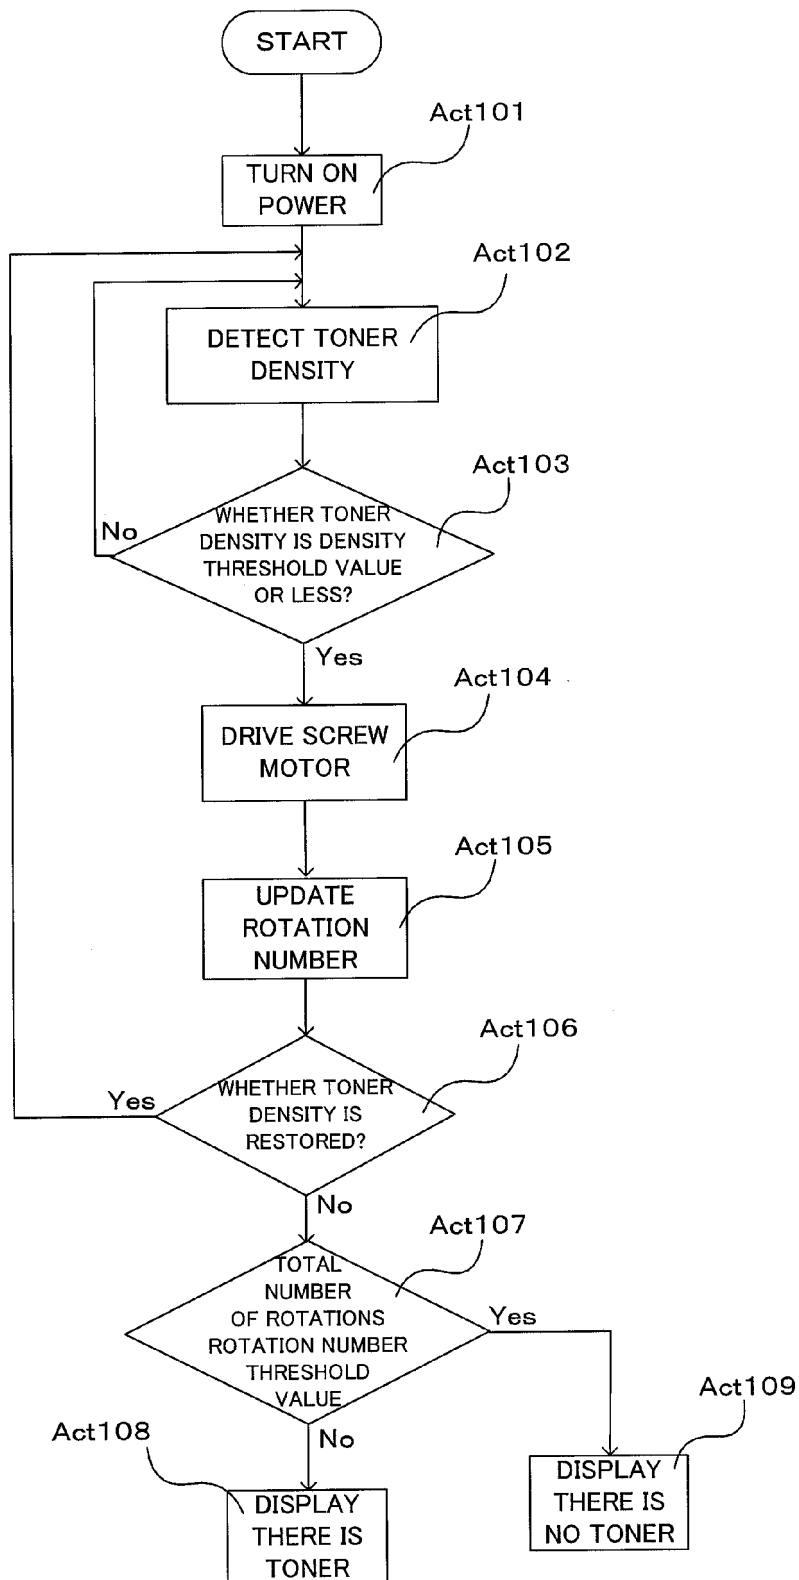 START
Act101
TURN ON
POWER
Act102
DETECT TONER
DENSITY
Act103
WHETHER TONER
DENSITY IS DENSITY
THRESHOLD VALUE
OR LESS?
No
Yes
Act104
DRIVE SCREW
MOTOR
Act105
UPDATE
ROTATION
NUMBER
Act106
WHETHER TONER
DENSITY IS
RESTORED?
Yes
No
Act107
TOTAL
NUMBER
OF ROTATIONS
ROTATION NUMBER
THRESHOLD
VALUE
Yes
No
Act108
DISPLAY
THERE IS
TONER
Act109
DISPLAY
THERE IS
NO TONER